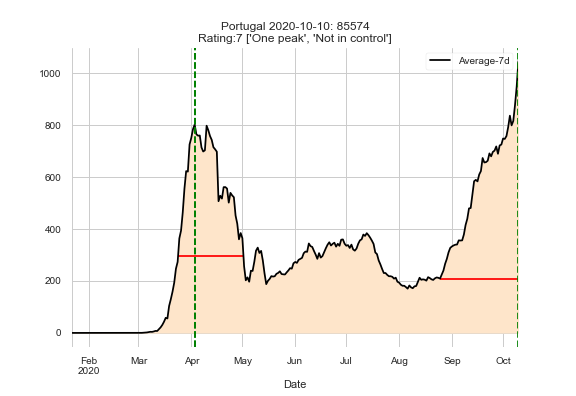 Portugal 2020-10-10: 85574
Rating:7 ['One peak', 'Not in control']
Average-7d
1000
800
600
400
200
0
Feb Mar Apr May Jun Jul Aug Sep Oct
2020
Date